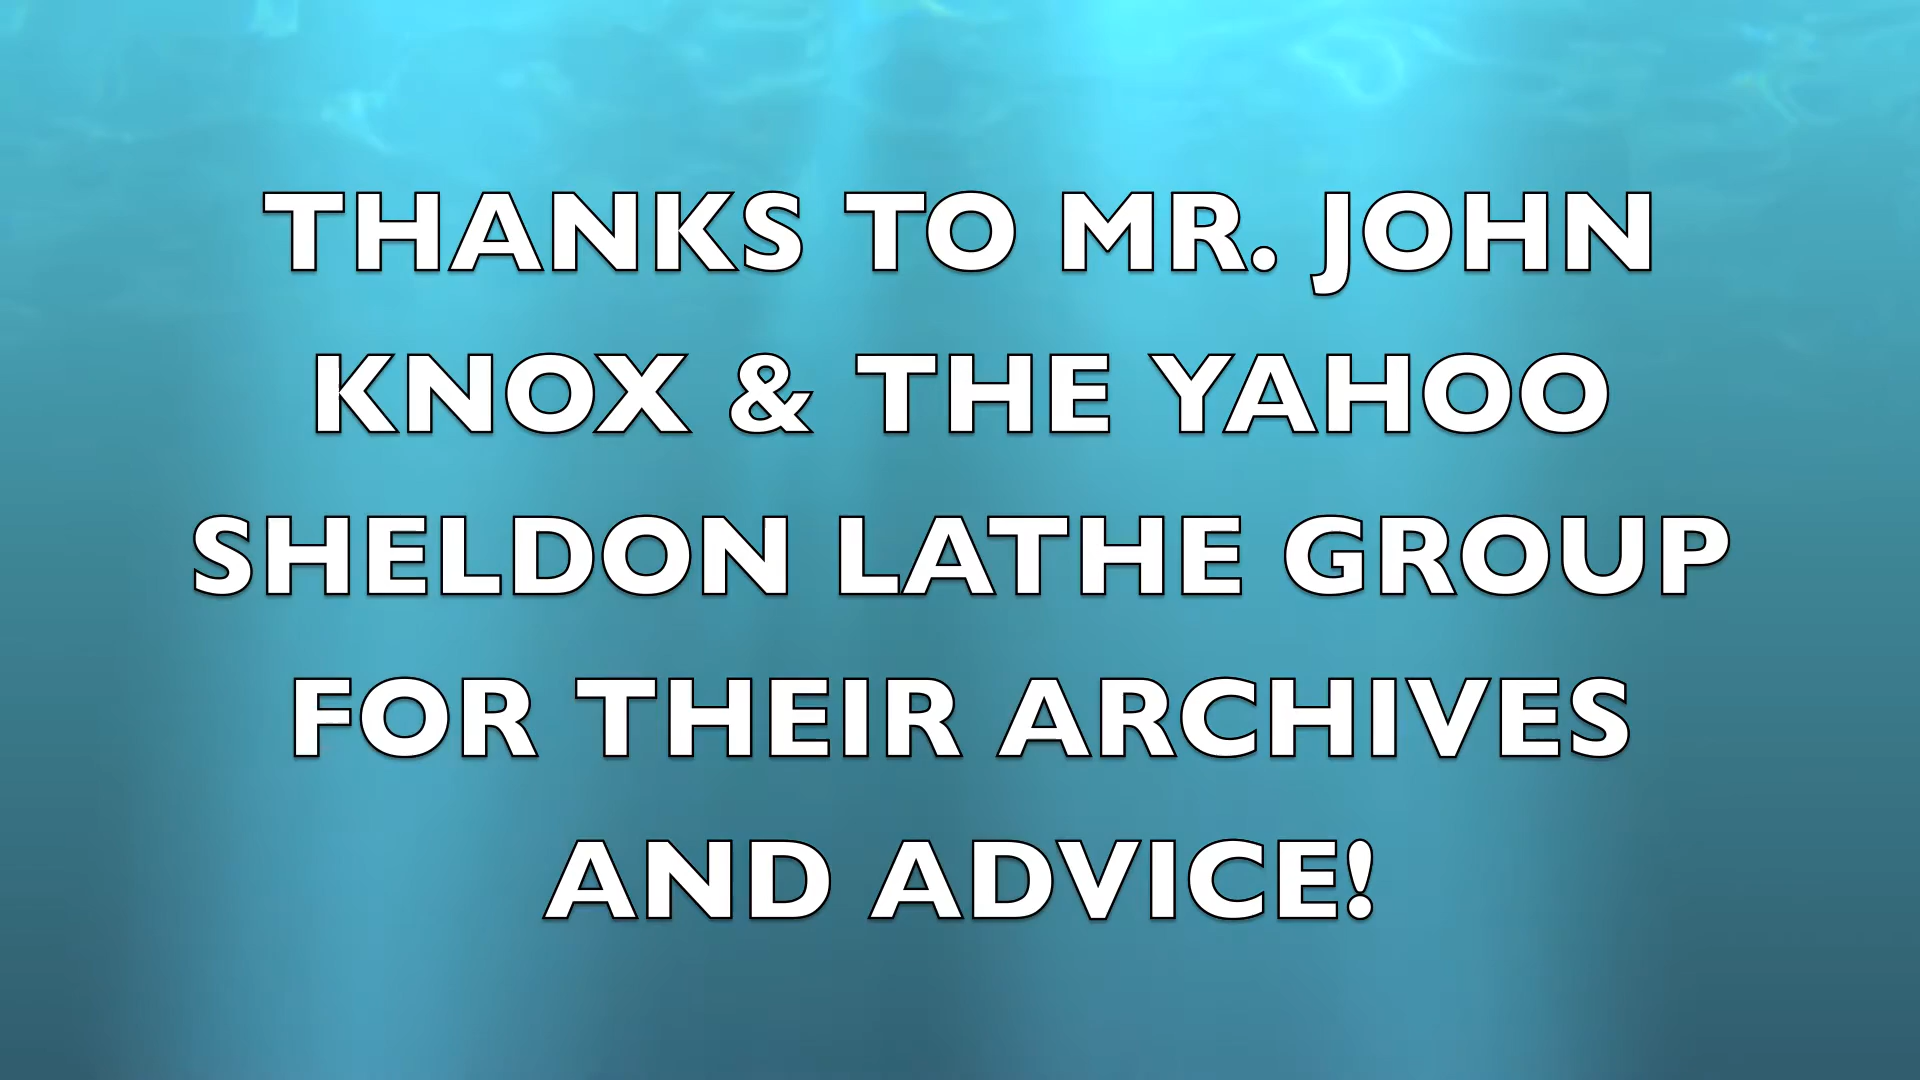 THANKS TO MR. JOHN
KNOX & THE YAHOO
SHELDON LATHE GROUP
FOR THEIR ARCHIVES
AND ADVICE!